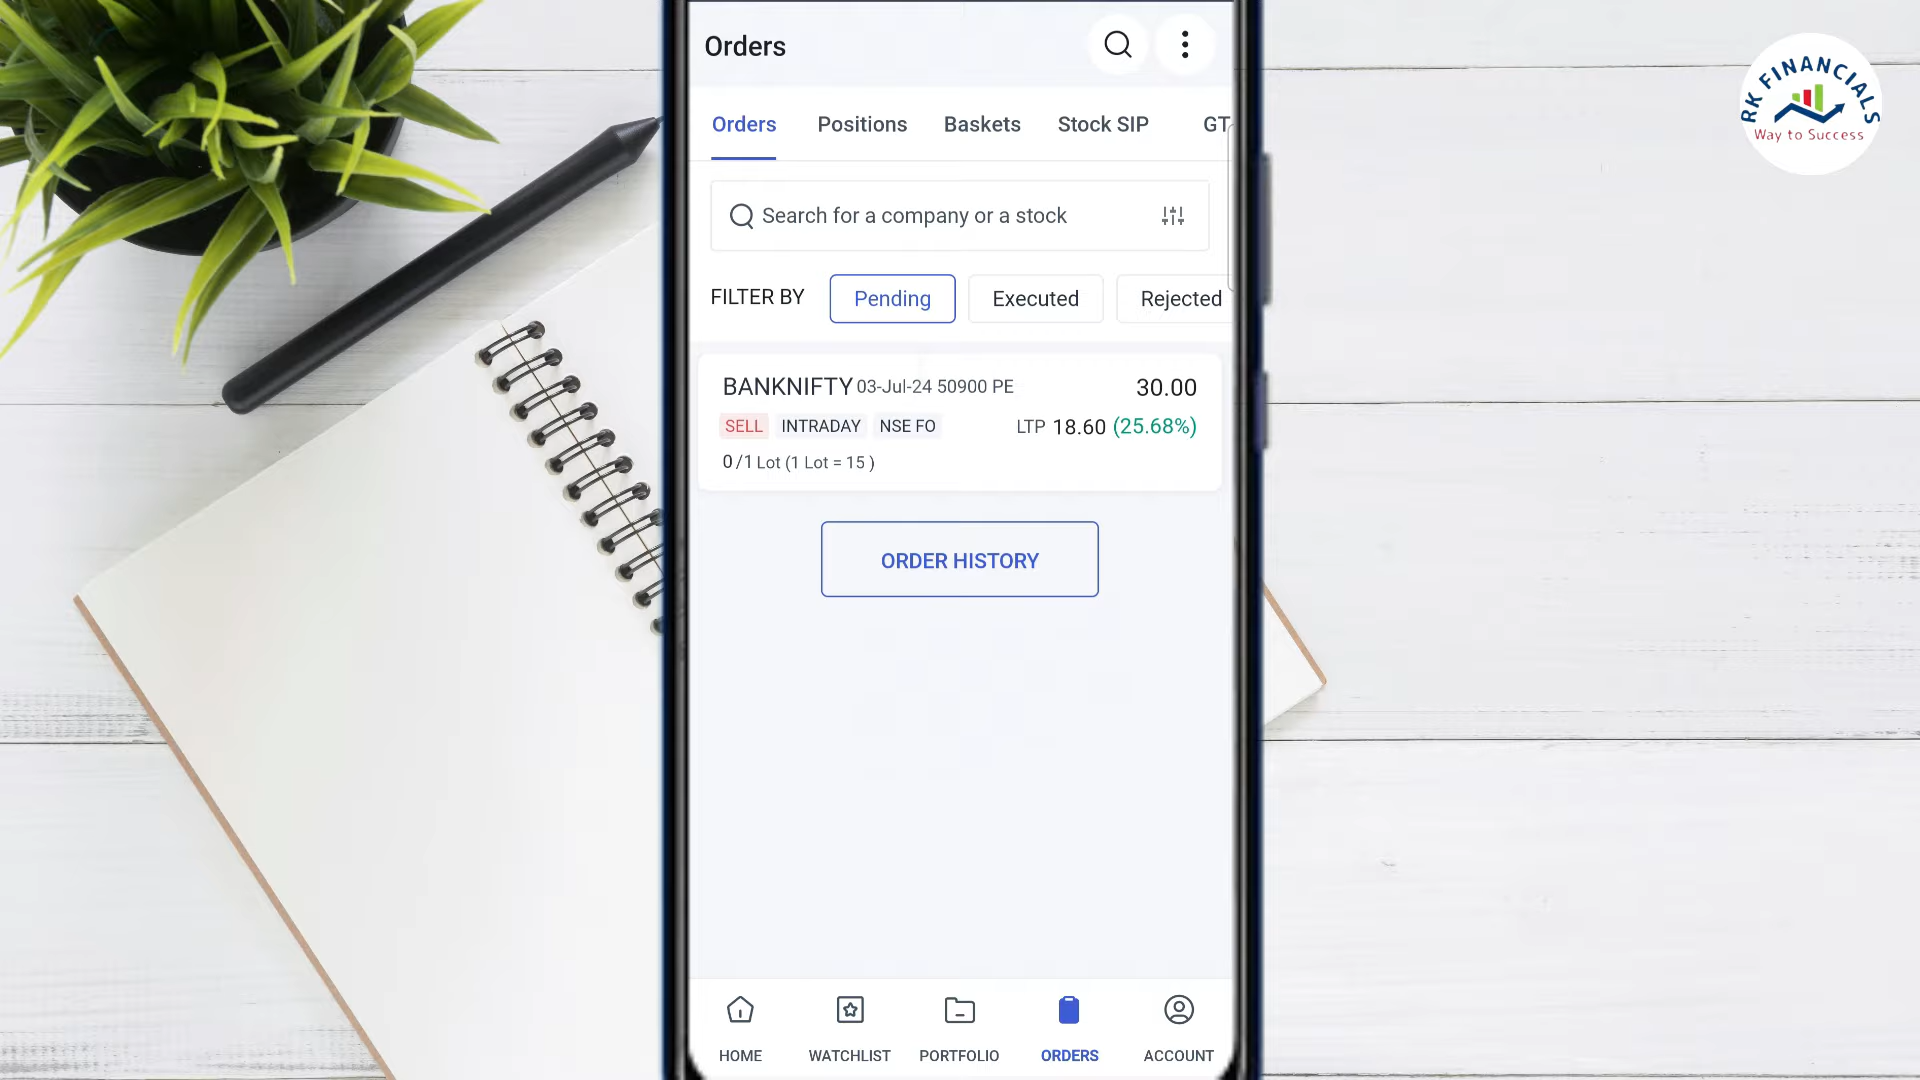 Orders
Orders Positions Baskets Stock SIP GT
Search for a company or a stock
FILTER BY Pending Executed Rejected
BANKNIFTY 03-Jul-24 50900 PE 30.00
SELL INTRADAY NSE FO LTP 18.60 (25.68%)
0/1 Lot (1 Lot = 15 )
ORDER HISTORY
HOME WATCHLIST PORTFOLIO ORDERS ACCOUNT
RK FINANCIALS
Way to Success